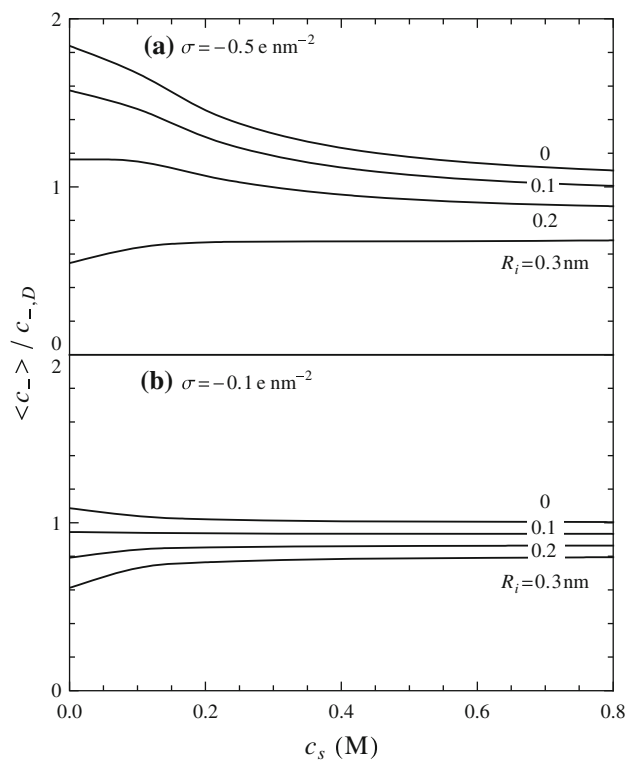 2
(a) σ = −0.5 e nm⁻²
0
1
0.1
0.2
R_i = 0.3 nm
0
<c_−> / c_−,D
2
(b) σ = −0.1 e nm⁻²
0
1
0.1
0.2
R_i = 0.3 nm
0
0.0 0.2 0.4 0.6 0.8
c_s (M)